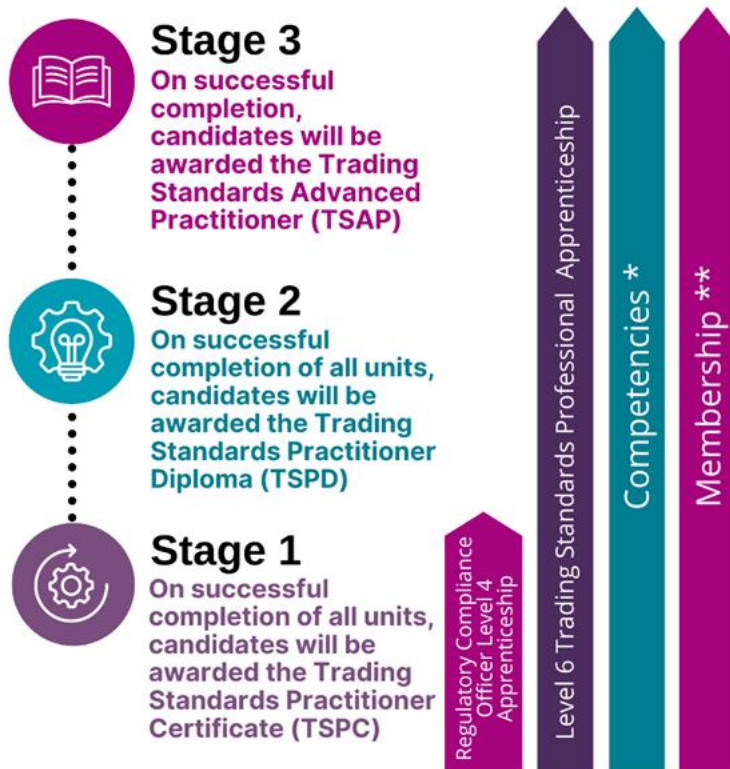 Stage 3
On successful
completion,
candidates will be
awarded the Trading
Standards Advanced
Practitioner (TSAP)
Stage 2
On successful
completion of all units,
candidates will be
awarded the Trading
Standards Practitioner
Diploma (TSPD)
Stage 1
On successful
completion of all units,
candidates will be
awarded the Trading
Standards Practitioner
Certificate (TSPC)
Regulatory Compliance
Officer Level 4
Apprenticeship
Level 6 Trading Standards Professional Apprenticeship
Competencies *
Membership **